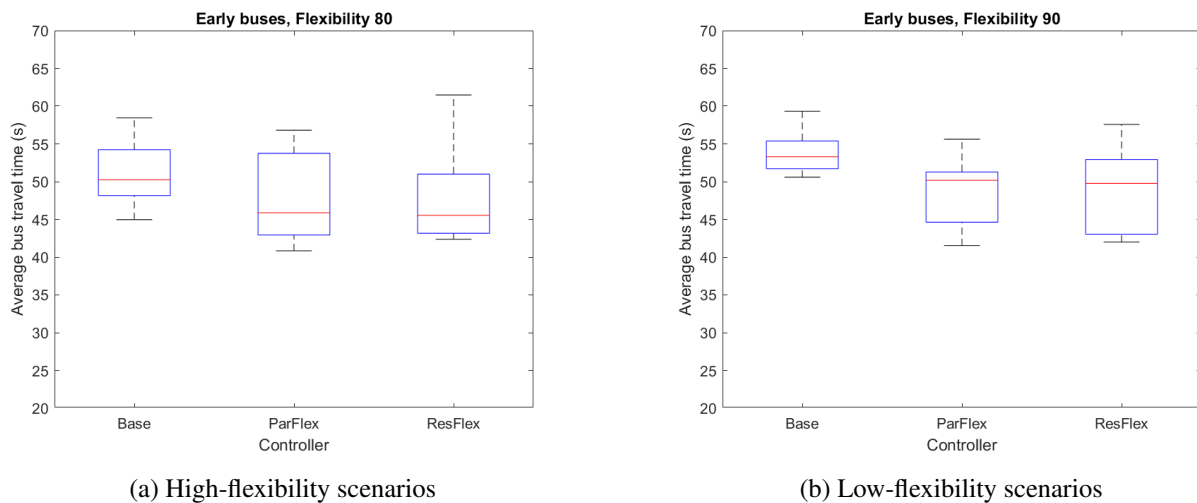 Early buses, Flexibility 80
Average bus travel time (s)
70
65
60
55
50
45
40
35
30
25
20
Base ParFlex ResFlex
Controller
(a) High-flexibility scenarios
Early buses, Flexibility 90
Average bus travel time (s)
70
65
60
55
50
45
40
35
30
25
20
Base ParFlex ResFlex
Controller
(b) Low-flexibility scenarios